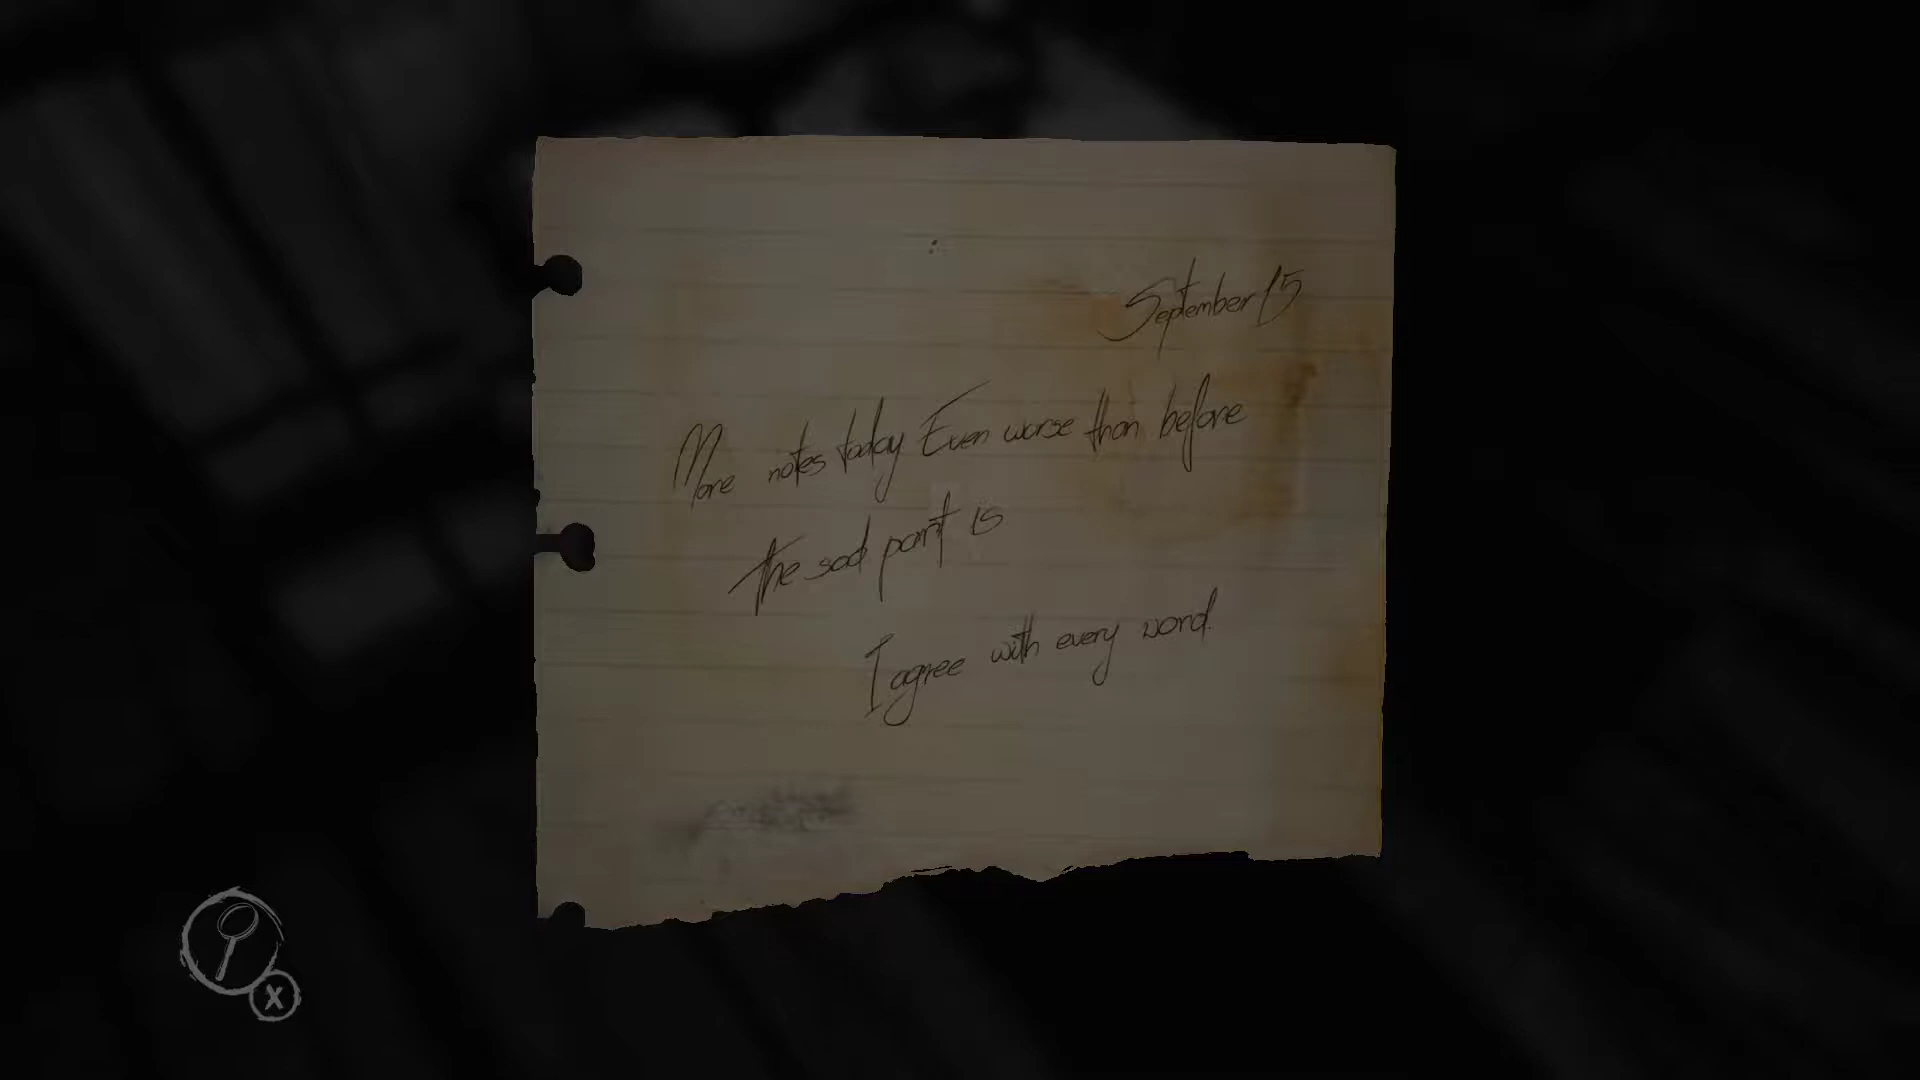 September 15
More notes today Even worse than before
the sad part is
I agree with every word.
X